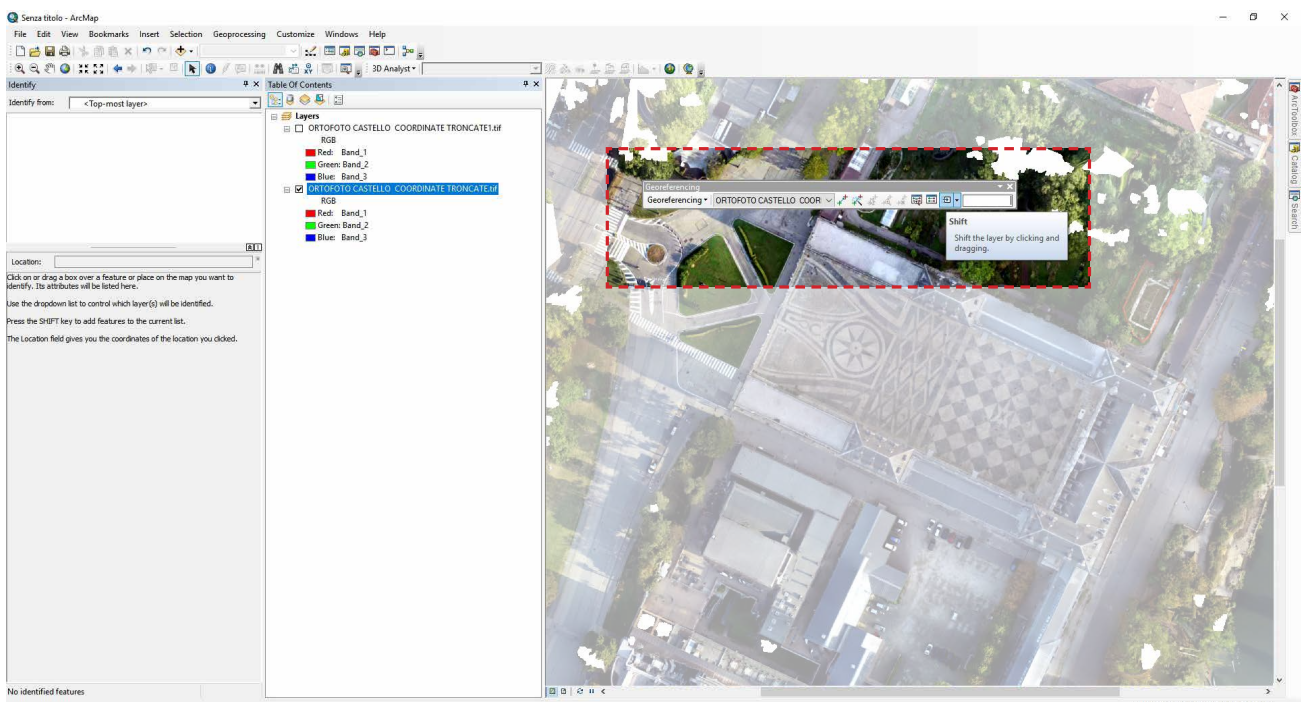 Senza titolo - ArcMap
File Edit View Bookmarks Insert Selection Geoprocessing Customize Windows Help
3D Analyst
Identify
Identify from: <Top-most layer>
Location:
Click on or drag a box over a feature or place on the map you want to
identify. Its attributes will be listed here.
Use the dropdown list to control which layer(s) will be identified.
Press the SHIFT key to add features to the current list.
The Location field gives you the coordinates of the location you clicked.
No identified features
Table Of Contents
Layers
ORTOFOTO CASTELLO COORDINATE TRONCATE1.tif
RGB
Red: Band_1
Green: Band_2
Blue: Band_3
ORTOFOTO CASTELLO COORDINATE TRONCATE.tif
RGB
Red: Band_1
Green: Band_2
Blue: Band_3
Georeferencing
Georeferencing ORTOFOTO CASTELLO COOR
Shift
Shift the layer by clicking and
dragging.
ArcToolbox
Catalog
Search